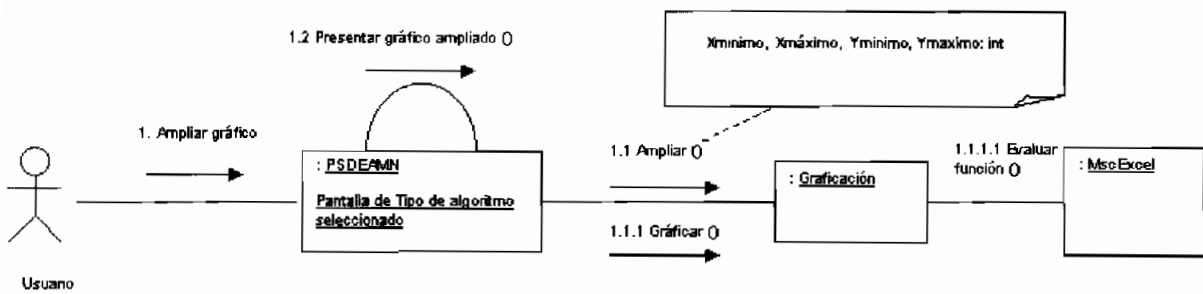 1.2 Presentar gráfico ampliado ()
Xminimo, Xmáximo, Yminimo, Ymaximo: int
1. Ampliar gráfico
1.1 Ampliar ()
1.1.1.1 Evaluar
función ()
: PSDEAMN
Pantalla de Tipo de algoritmo
seleccionado
: Graficación
: MscExcel
1.1.1 Gráficar ()
Usuario